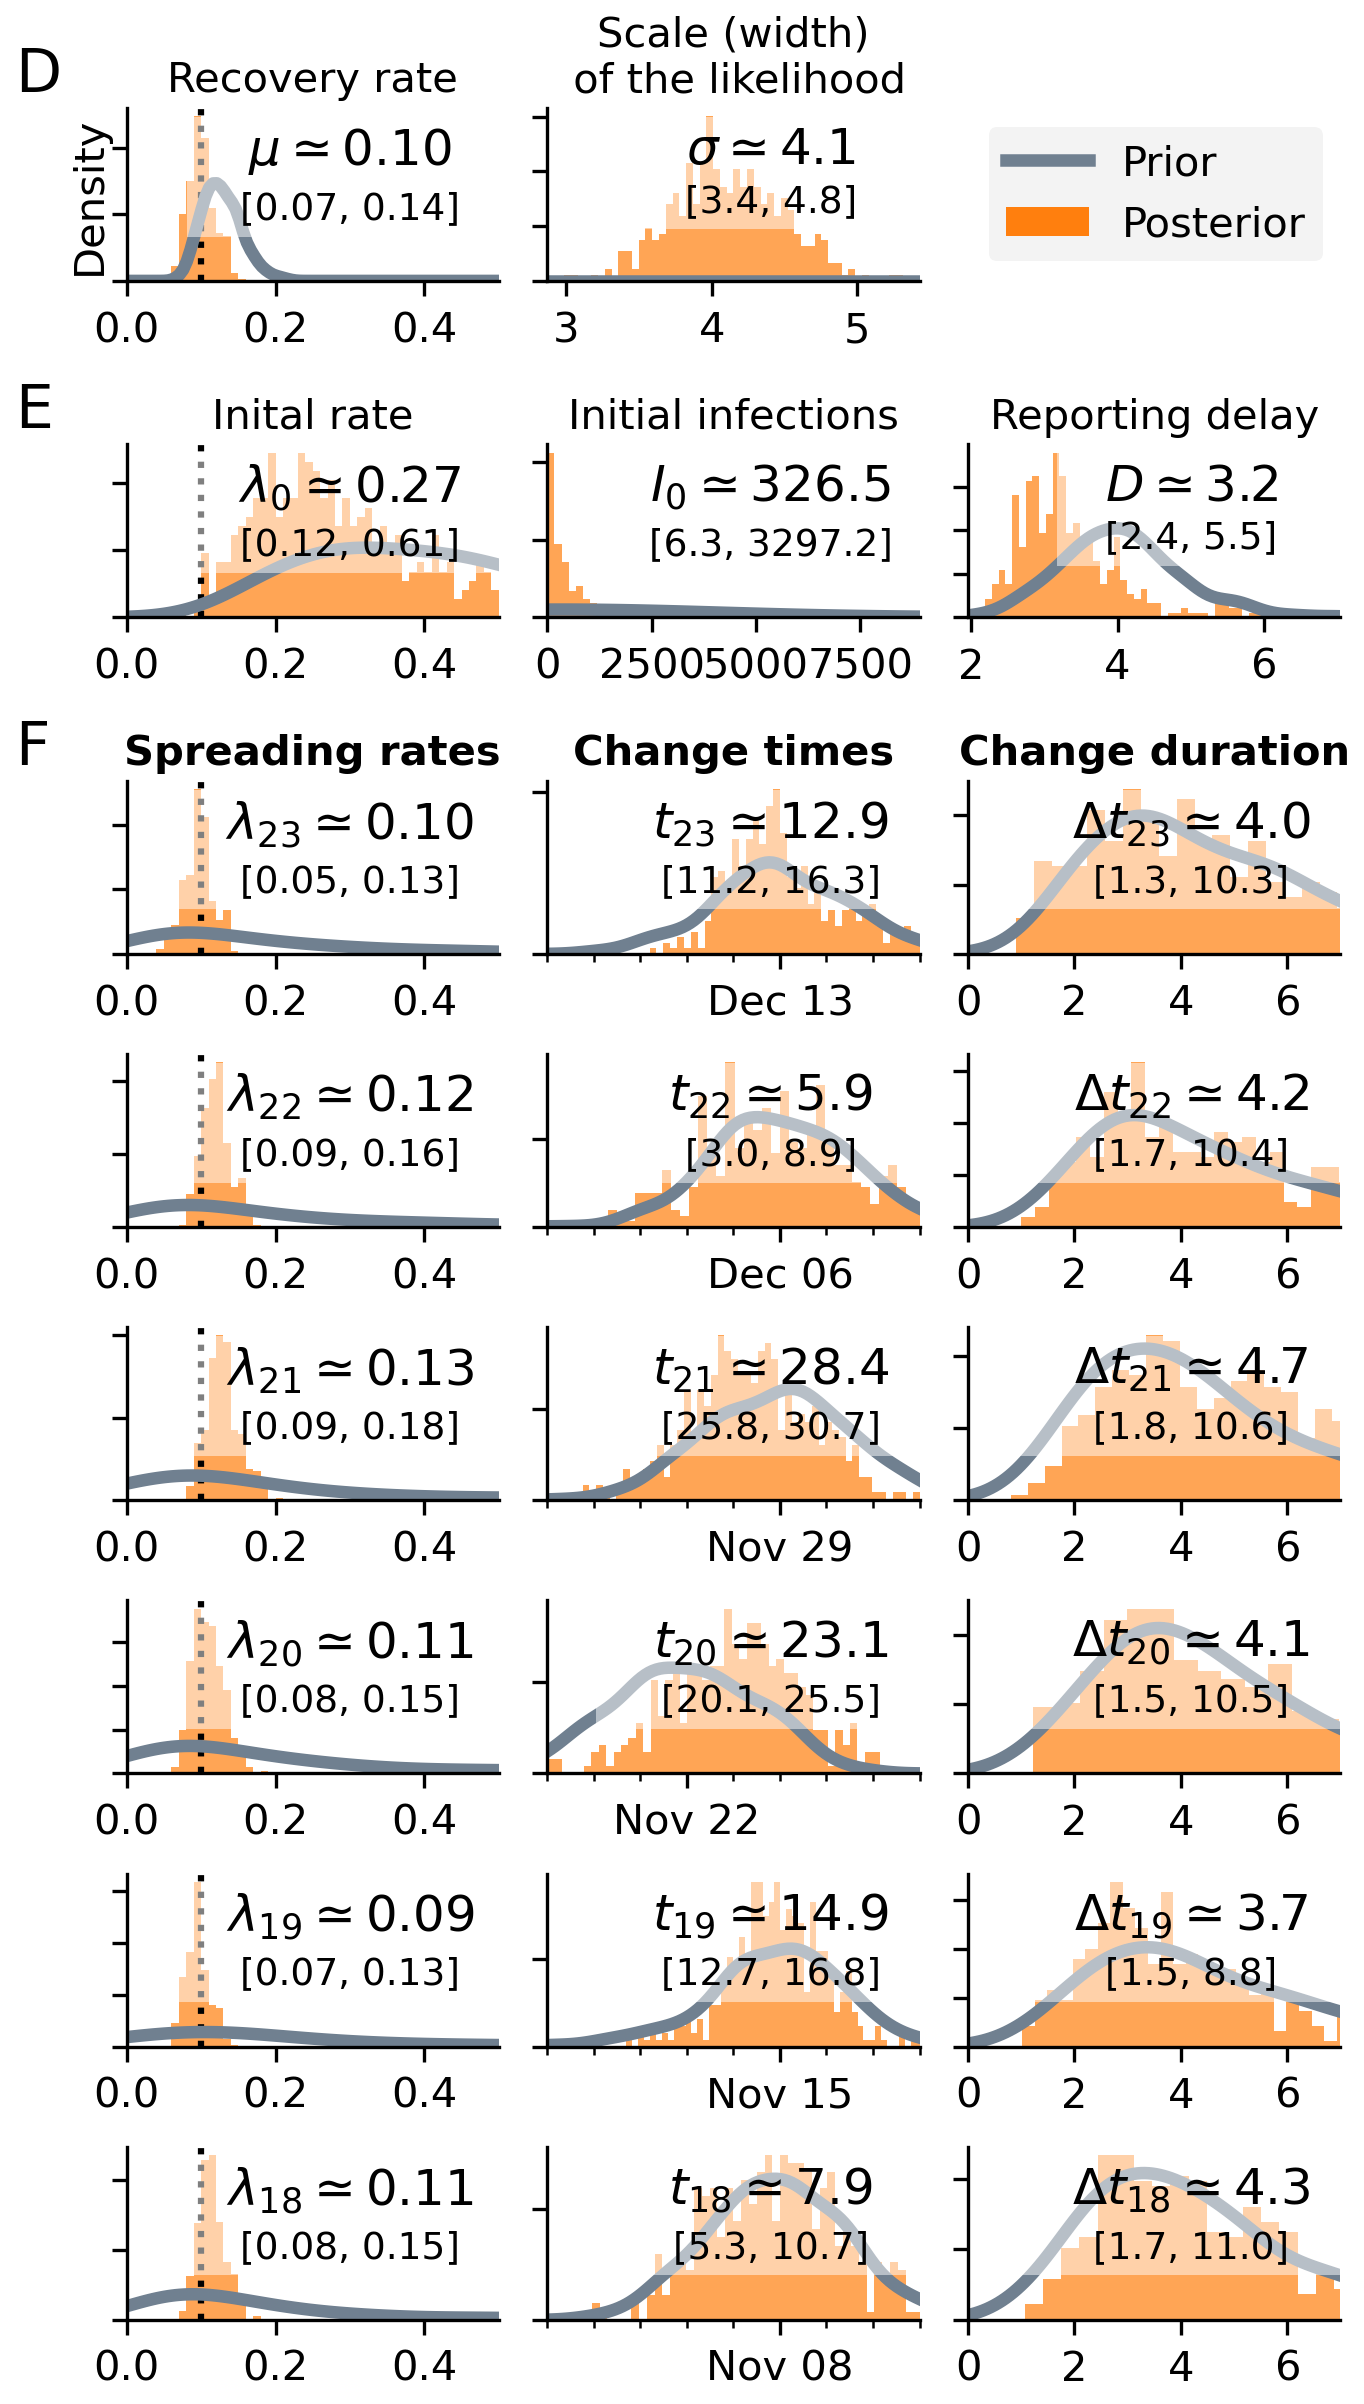 D
Recovery rate
Scale (width)
of the likelihood
Density
μ ≃ 0.10
[0.07, 0.14]
0.0 0.2 0.4
σ ≃ 4.1
[3.4, 4.8]
3 4 5
Prior
Posterior
E
Inital rate
Initial infections
Reporting delay
λ0 ≃ 0.27
[0.12, 0.61]
0.0 0.2 0.4
I0 ≃ 326.5
[6.3, 3297.2]
0 2500 5000 7500
D ≃ 3.2
[2.4, 5.5]
2 4 6
F
Spreading rates
Change times
Change duration
λ23 ≃ 0.10
[0.05, 0.13]
0.0 0.2 0.4
t23 ≃ 12.9
[11.2, 16.3]
Dec 13
Δt23 ≃ 4.0
[1.3, 10.3]
0 2 4 6
λ22 ≃ 0.12
[0.09, 0.16]
0.0 0.2 0.4
t22 ≃ 5.9
[3.0, 8.9]
Dec 06
Δt22 ≃ 4.2
[1.7, 10.4]
0 2 4 6
λ21 ≃ 0.13
[0.09, 0.18]
0.0 0.2 0.4
t21 ≃ 28.4
[25.8, 30.7]
Nov 29
Δt21 ≃ 4.7
[1.8, 10.6]
0 2 4 6
λ20 ≃ 0.11
[0.08, 0.15]
0.0 0.2 0.4
t20 ≃ 23.1
[20.1, 25.5]
Nov 22
Δt20 ≃ 4.1
[1.5, 10.5]
0 2 4 6
λ19 ≃ 0.09
[0.07, 0.13]
0.0 0.2 0.4
t19 ≃ 14.9
[12.7, 16.8]
Nov 15
Δt19 ≃ 3.7
[1.5, 8.8]
0 2 4 6
λ18 ≃ 0.11
[0.08, 0.15]
0.0 0.2 0.4
t18 ≃ 7.9
[5.3, 10.7]
Nov 08
Δt18 ≃ 4.3
[1.7, 11.0]
0 2 4 6